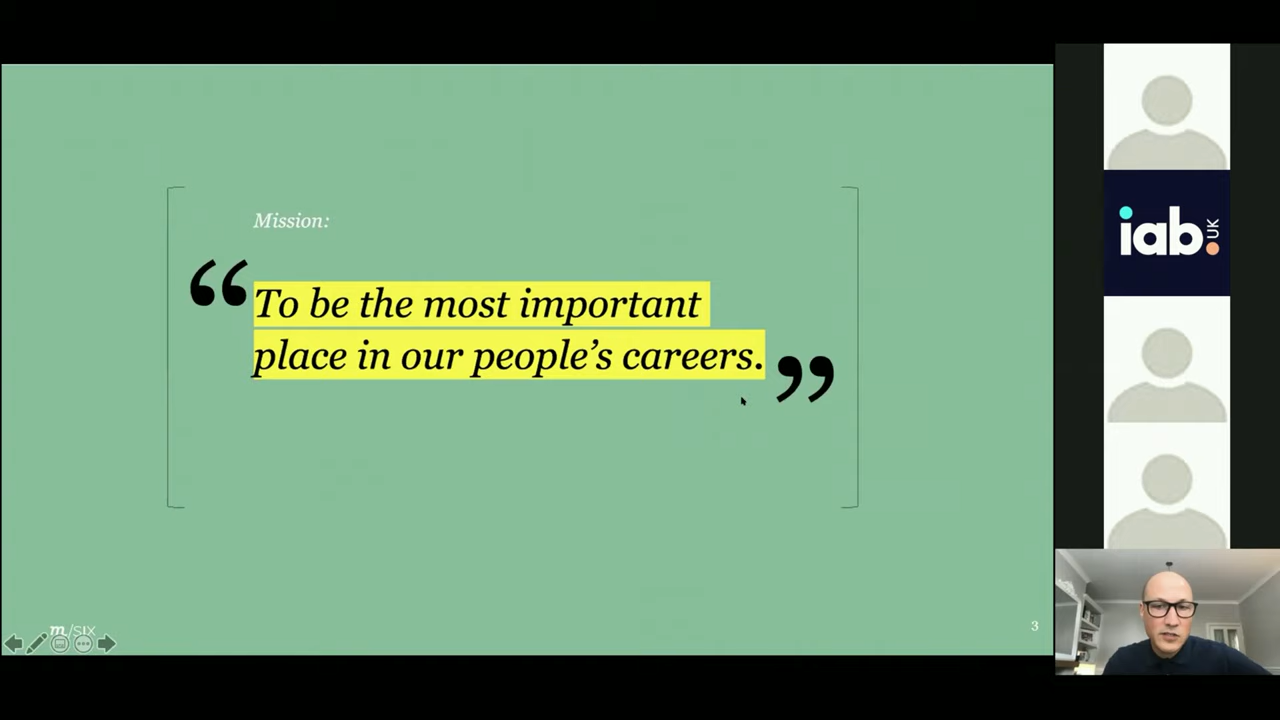 Mission:
“To be the most important
place in our people’s careers.”
m/SIX
3
iab.UK